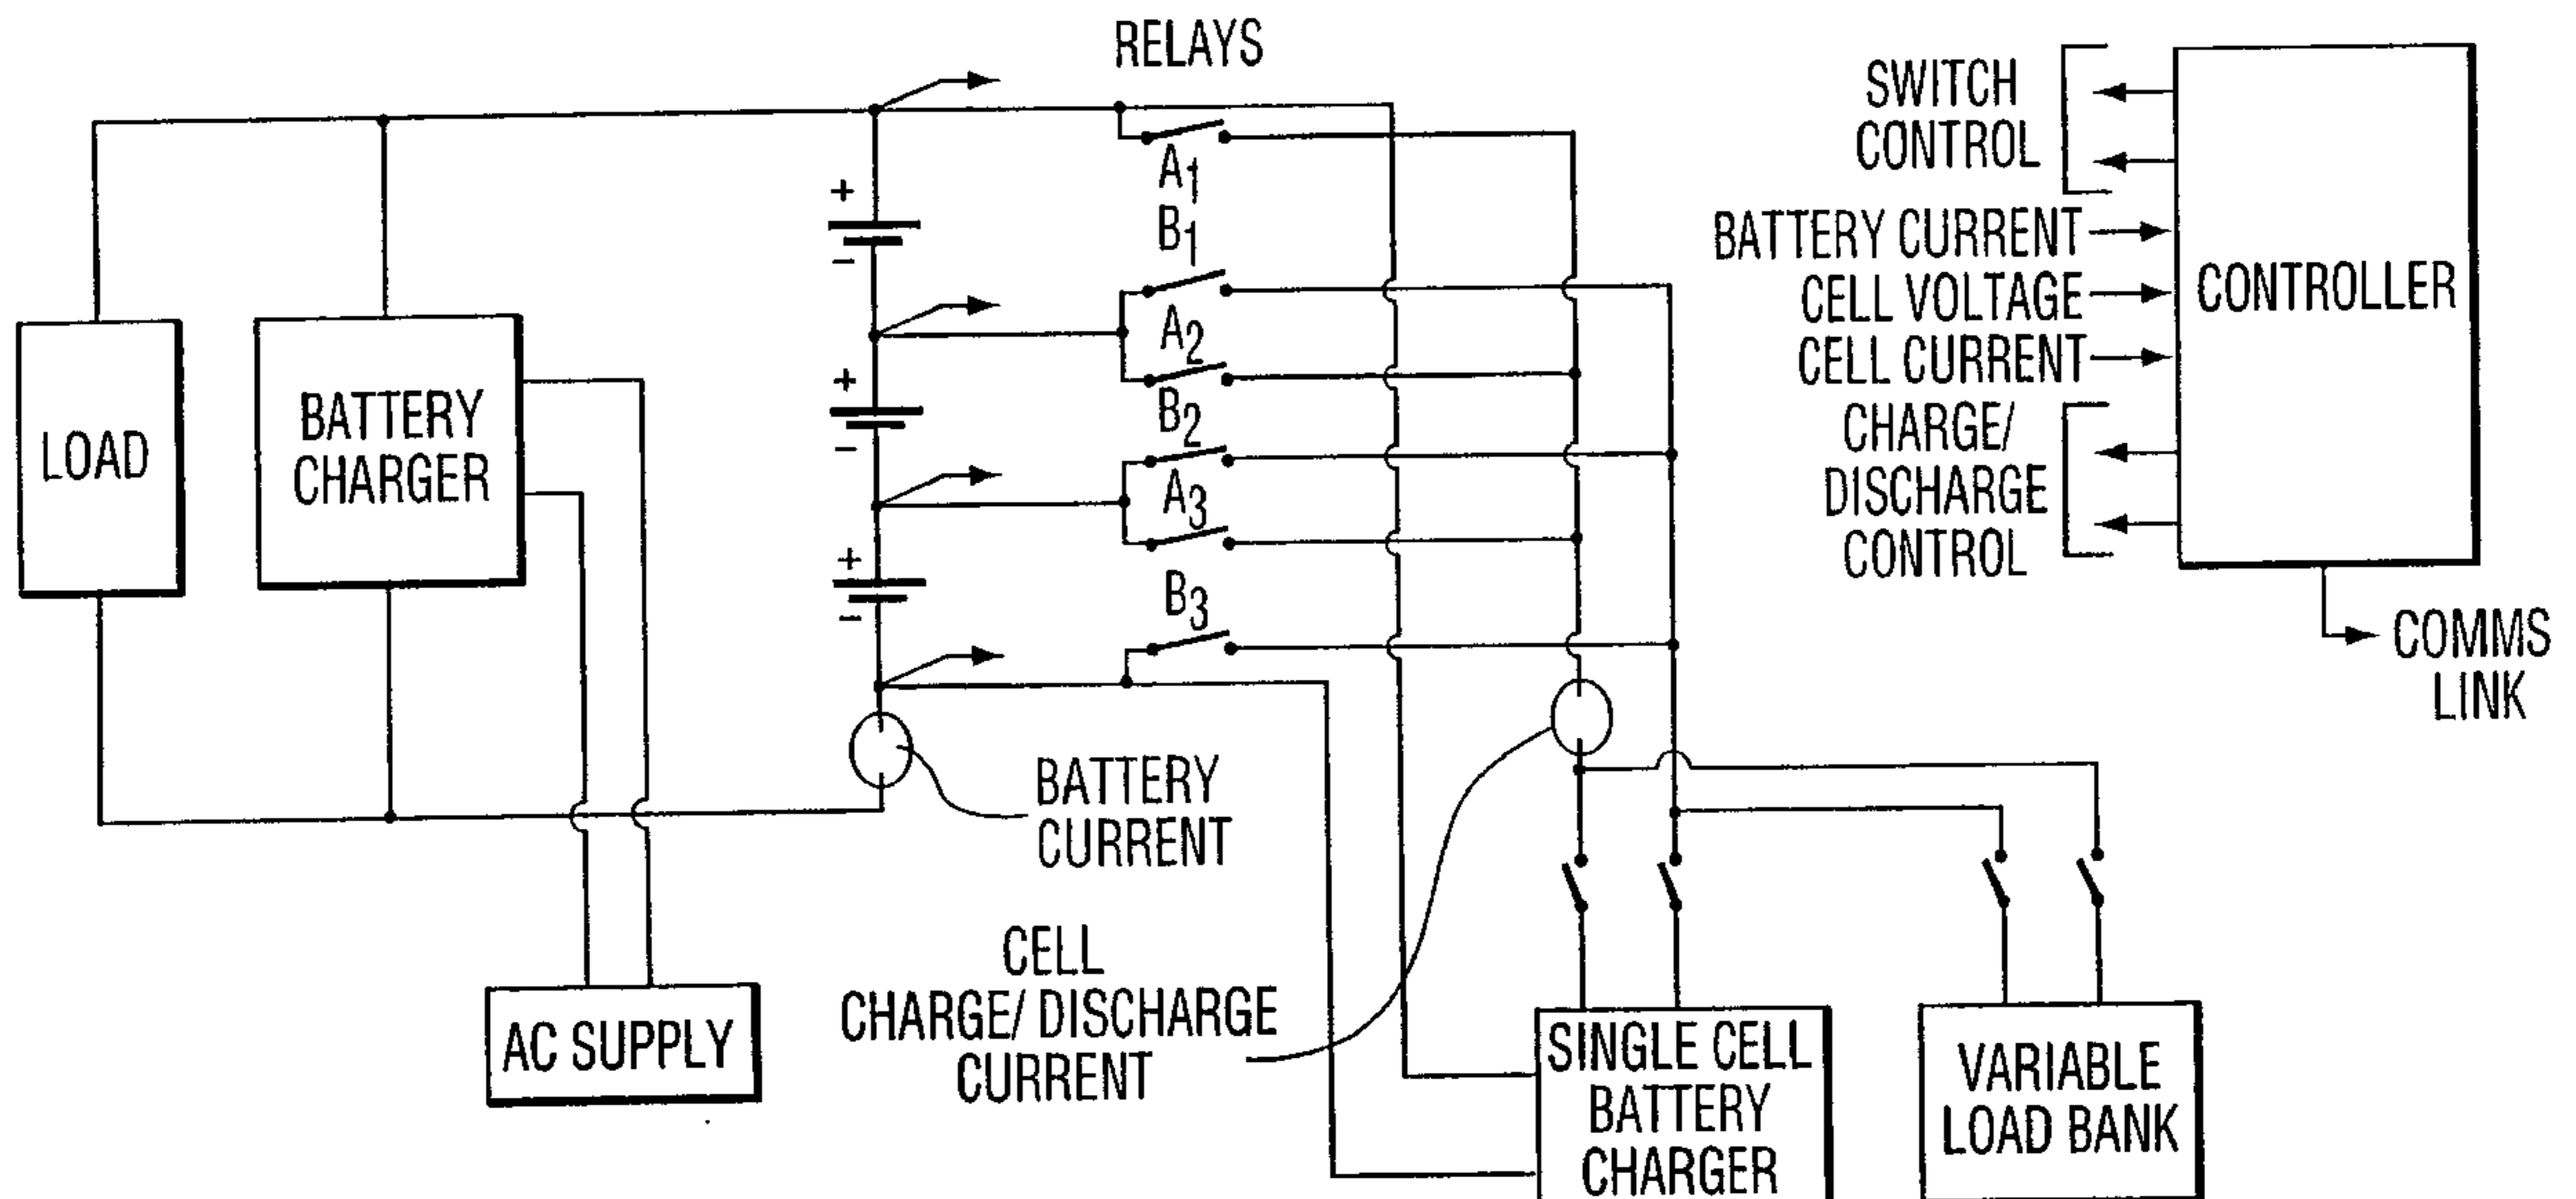 RELAYS
SWITCH
CONTROL
BATTERY CURRENT
CELL VOLTAGE
CELL CURRENT
CHARGE/
DISCHARGE
CONTROL
CONTROLLER
COMMS
LINK
+
A1
B1
-
A2
+
B2
-
A3
+
B3
-
LOAD
BATTERY
CHARGER
BATTERY
CURRENT
AC SUPPLY
CELL
CHARGE/ DISCHARGE
CURRENT
SINGLE CELL
BATTERY
CHARGER
VARIABLE
LOAD BANK